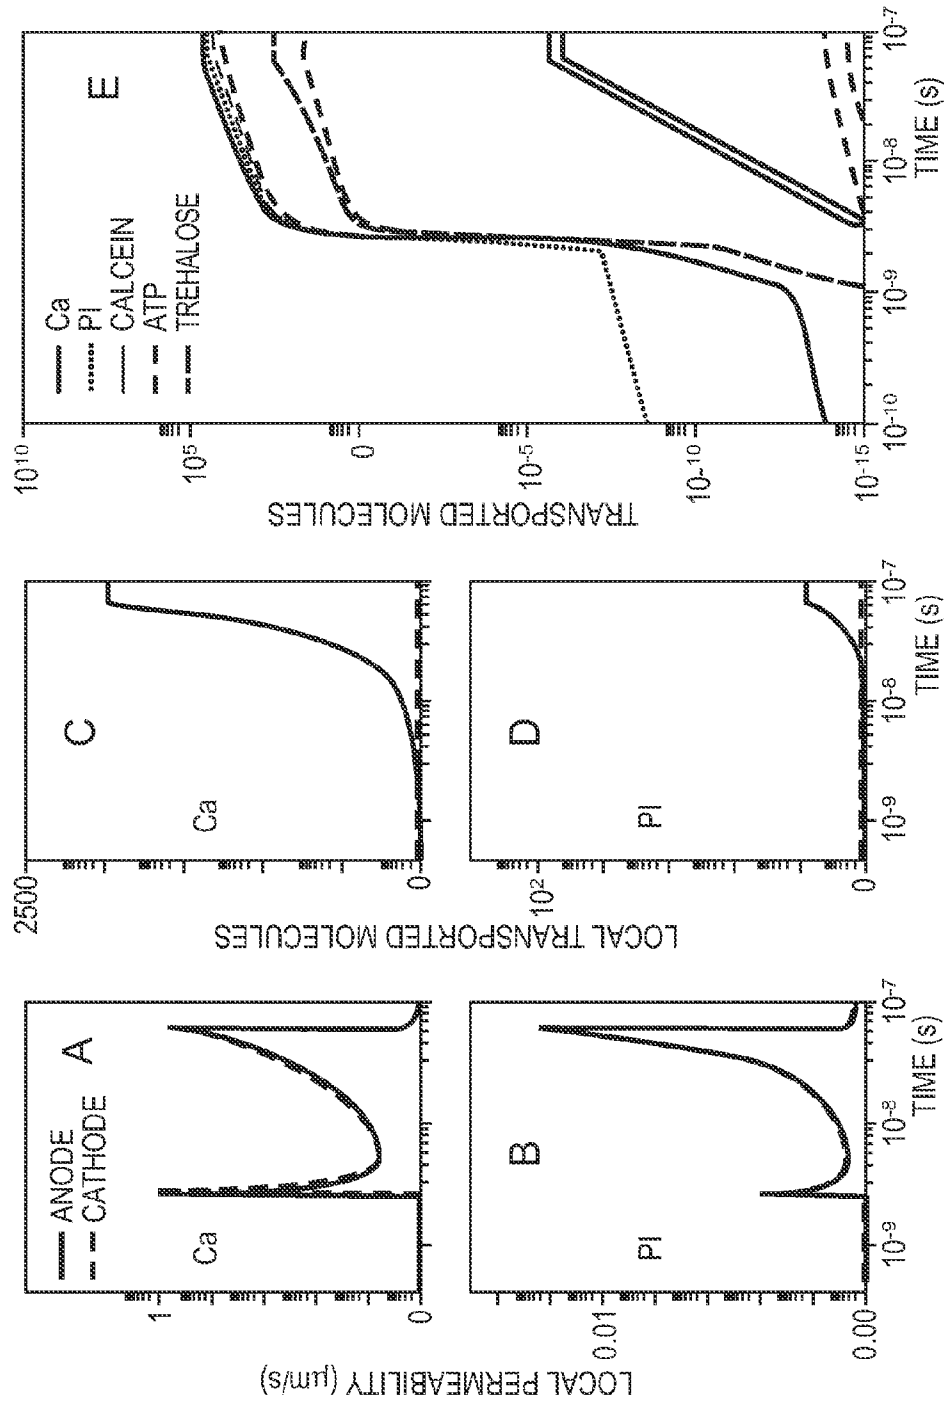 A
ANODE
CATHODE
Ca
1
0
LOCAL PERMEABILITY (μm/s)
B
PI
0.01
0.00
10-9
10-8
10-7
TIME (s)
C
Ca
2500
0
LOCAL TRANSPORTED MOLECULES
D
PI
10²
0
10-9
10-8
10-7
TIME (s)
E
Ca
PI
CALCEIN
ATP
TREHALOSE
10¹⁰
10⁵
0
10-5
10-10
10-15
TRANSPORTED MOLECULES
10-10
10-9
10-8
10-7
TIME (s)